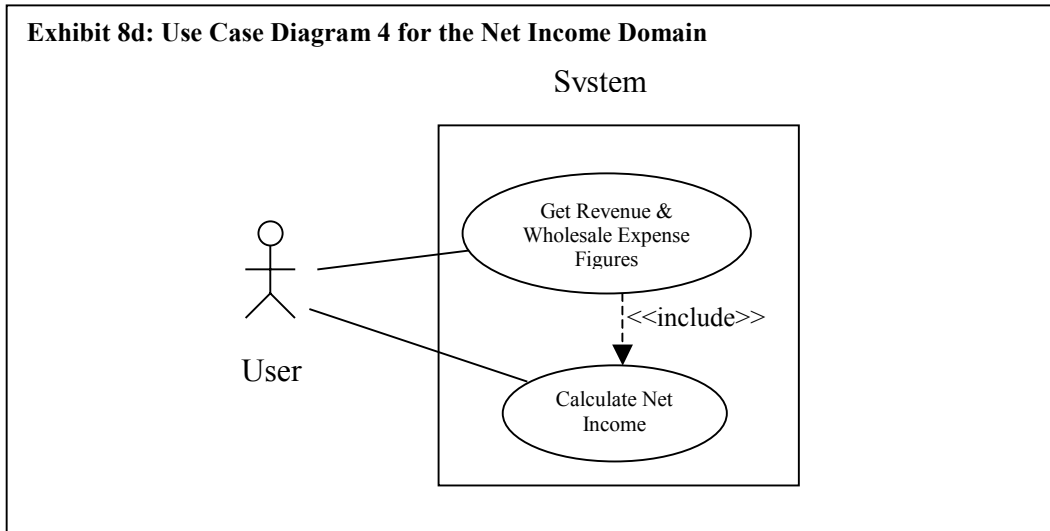 Exhibit 8d: Use Case Diagram 4 for the Net Income Domain
System
Get Revenue &
Wholesale Expense
Figures
<<include>>
User
Calculate Net
Income